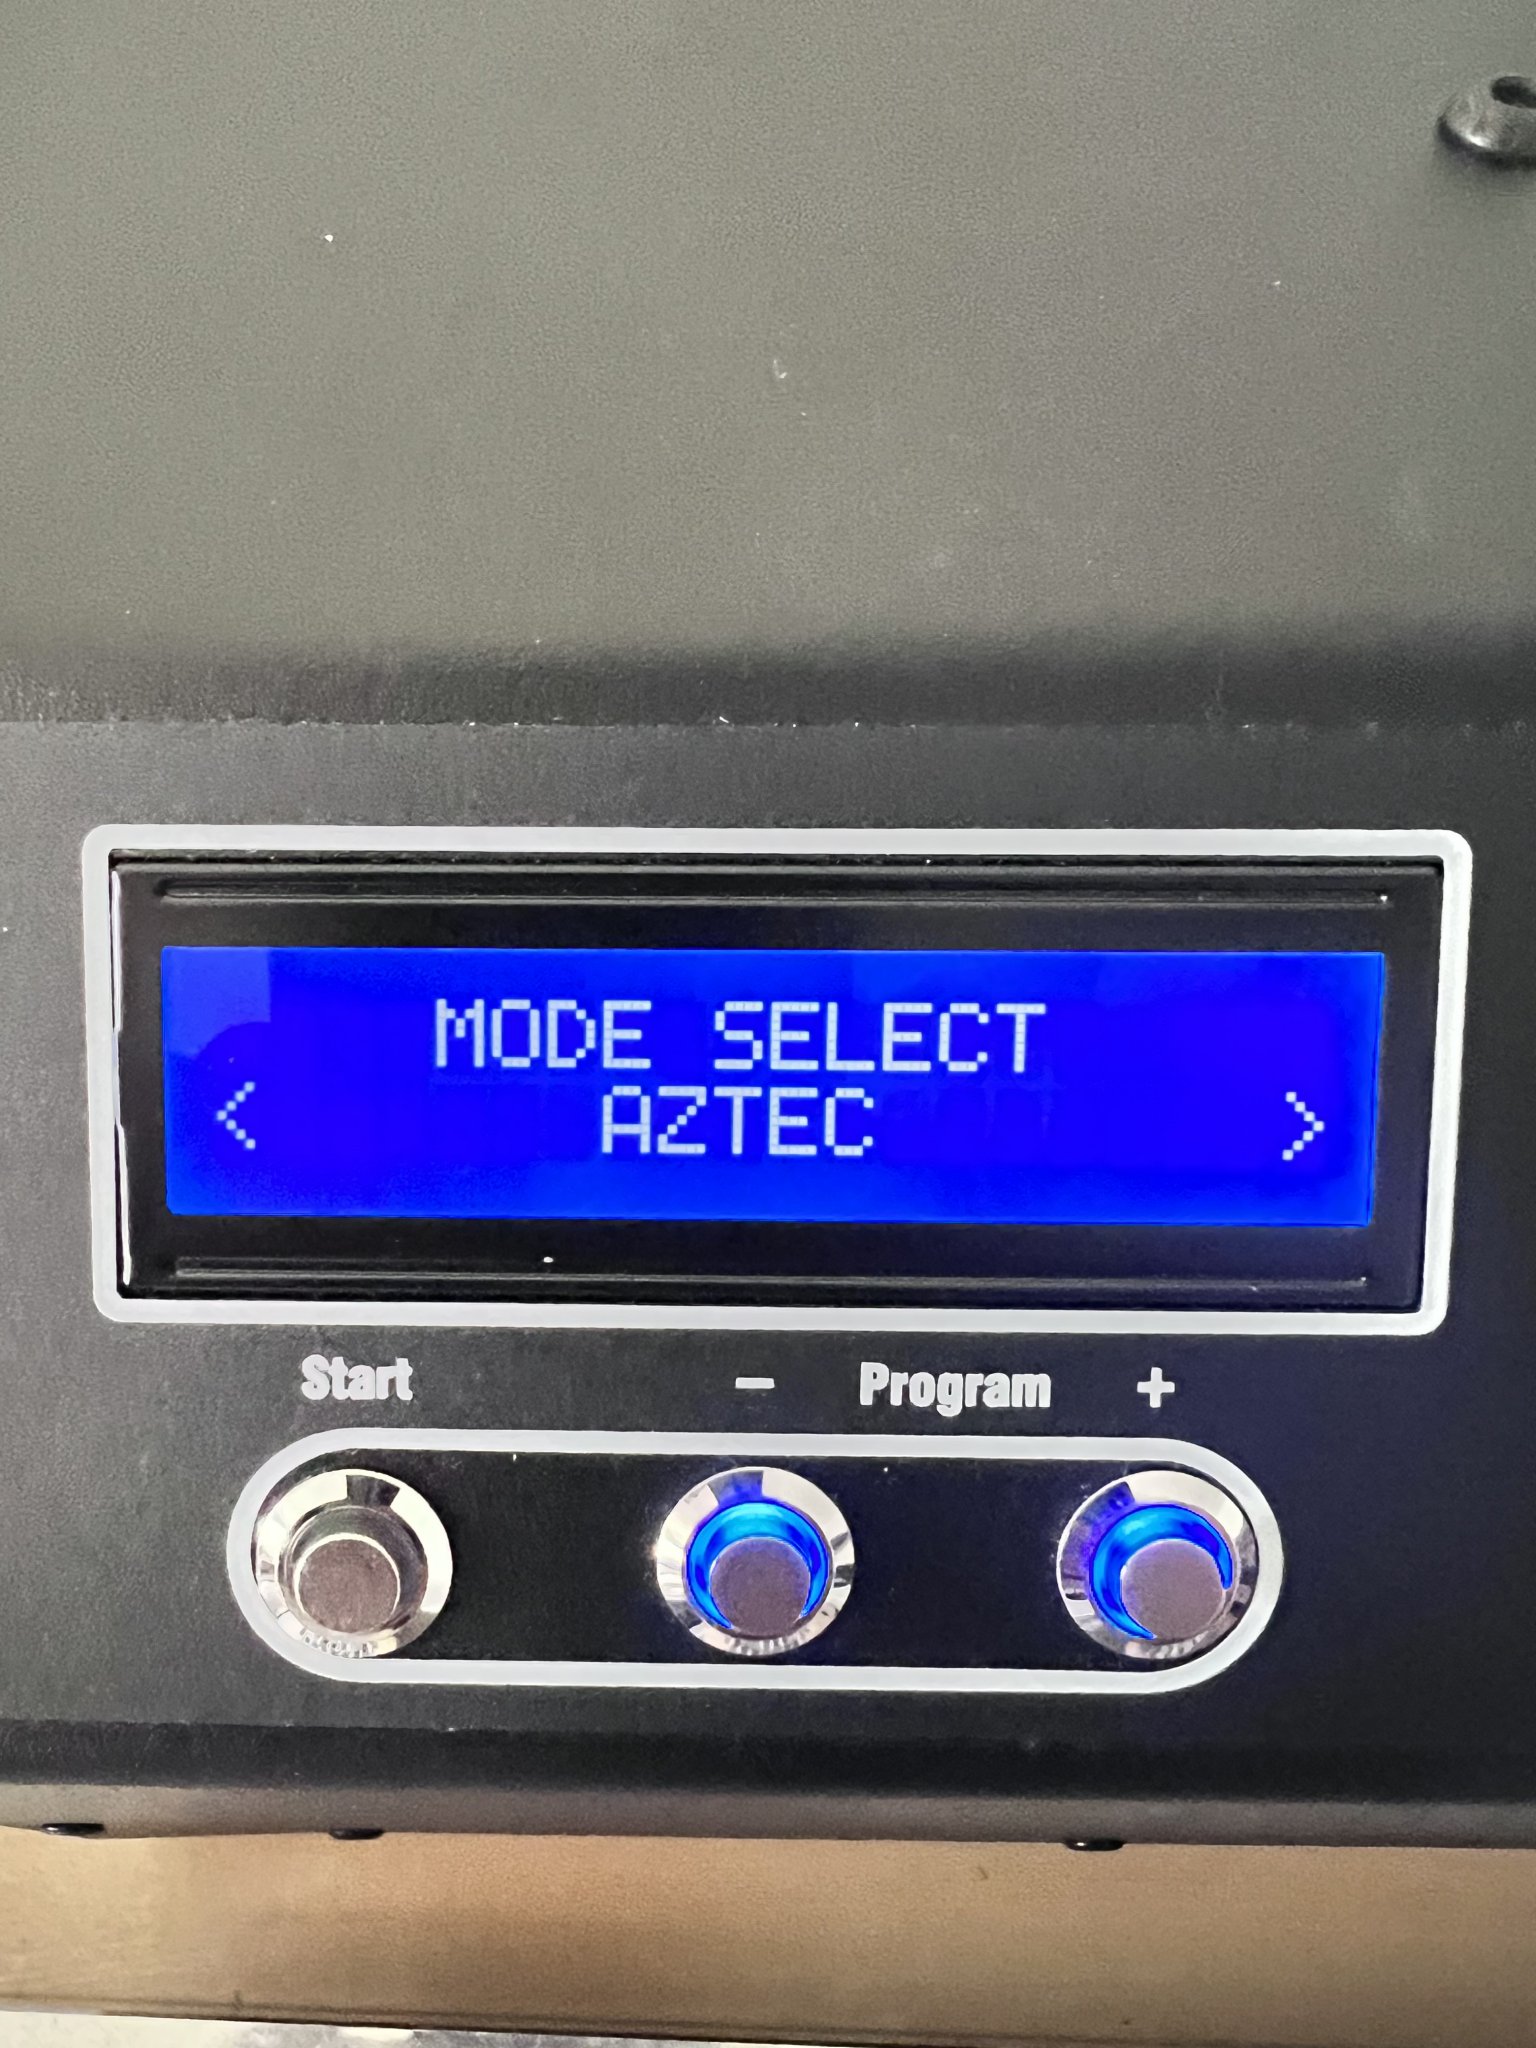 MODE SELECT
< AZTEC >
Start - Program +